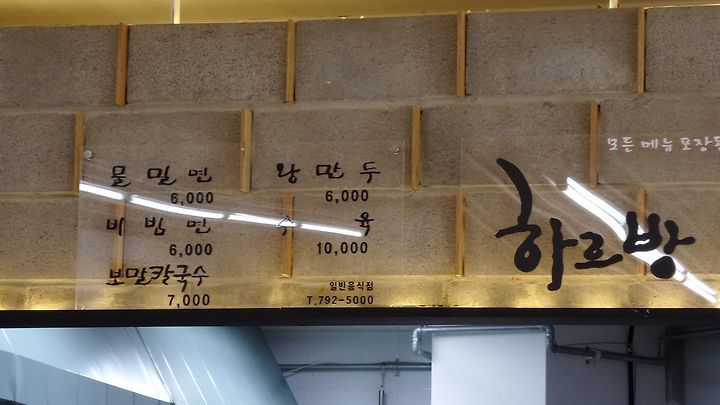 물 밀 면
6,000
비 빔 면
6,000
보말칼국수
7,000
왕 만 두
6,000
수 육
10,000
일반음식점
T.792-5000
모든 메뉴 포장
하르방